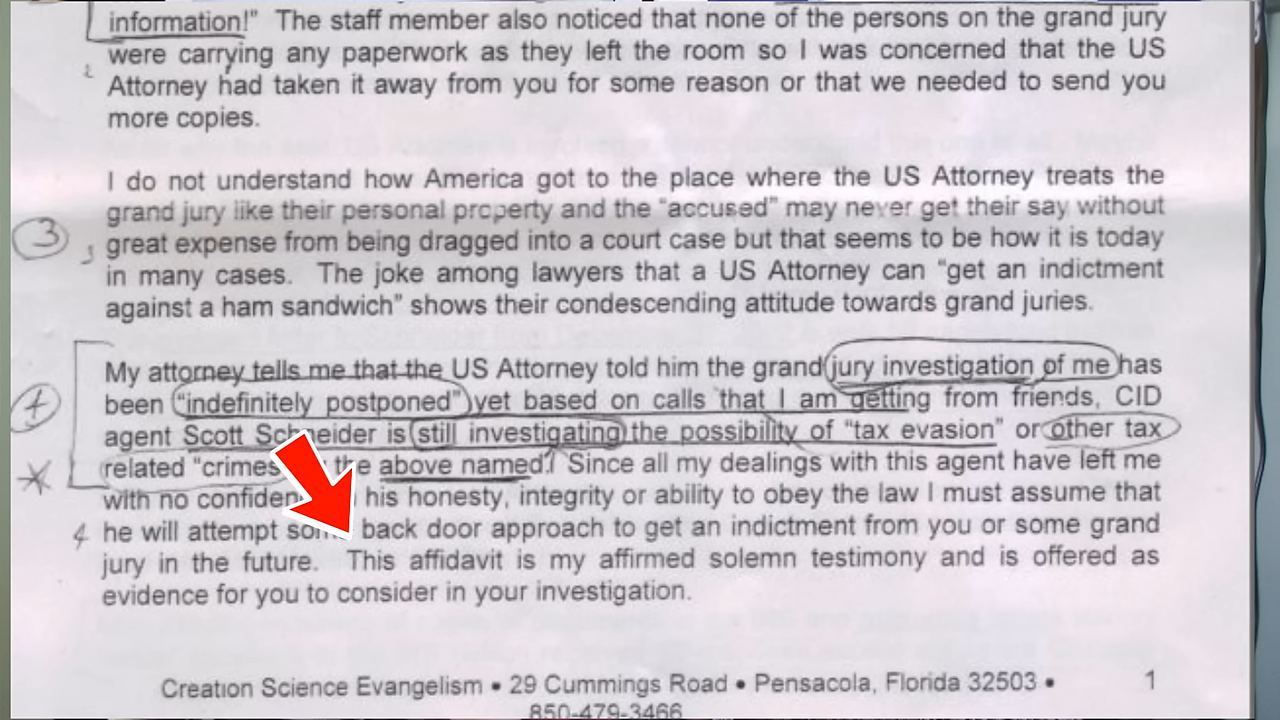 information!" The staff member also noticed that none of the persons on the grand jury
were carrying any paperwork as they left the room so I was concerned that the US
2 Attorney had taken it away from you for some reason or that we needed to send you
more copies.
I do not understand how America got to the place where the US Attorney treats the
grand jury like their personal property and the "accused" may never get their say without
3 3 great expense from being dragged into a court case but that seems to be how it is today
in many cases. The joke among lawyers that a US Attorney can "get an indictment
against a ham sandwich" shows their condescending attitude towards grand juries.
My attorney tells me that the US Attorney told him the grand jury investigation of me has
been "indefinitely postponed" yet based on calls that I am getting from friends, CID
agent Scott Schneider is still investigating the possibility of "tax evasion" or other tax
related "crimes the above named. Since all my dealings with this agent have left me
with no his honesty, integrity or ability to obey the law I must assume that
4 he will attempt back door approach to get an indictment from you or some grand
jury in the future. This affidavit is my affirmed solemn testimony and is offered as
evidence for you to consider in your investigation.
Creation Science Evangelism • 29 Cummings Road • Pensacola, Florida 32503 • 1
850-479-3466